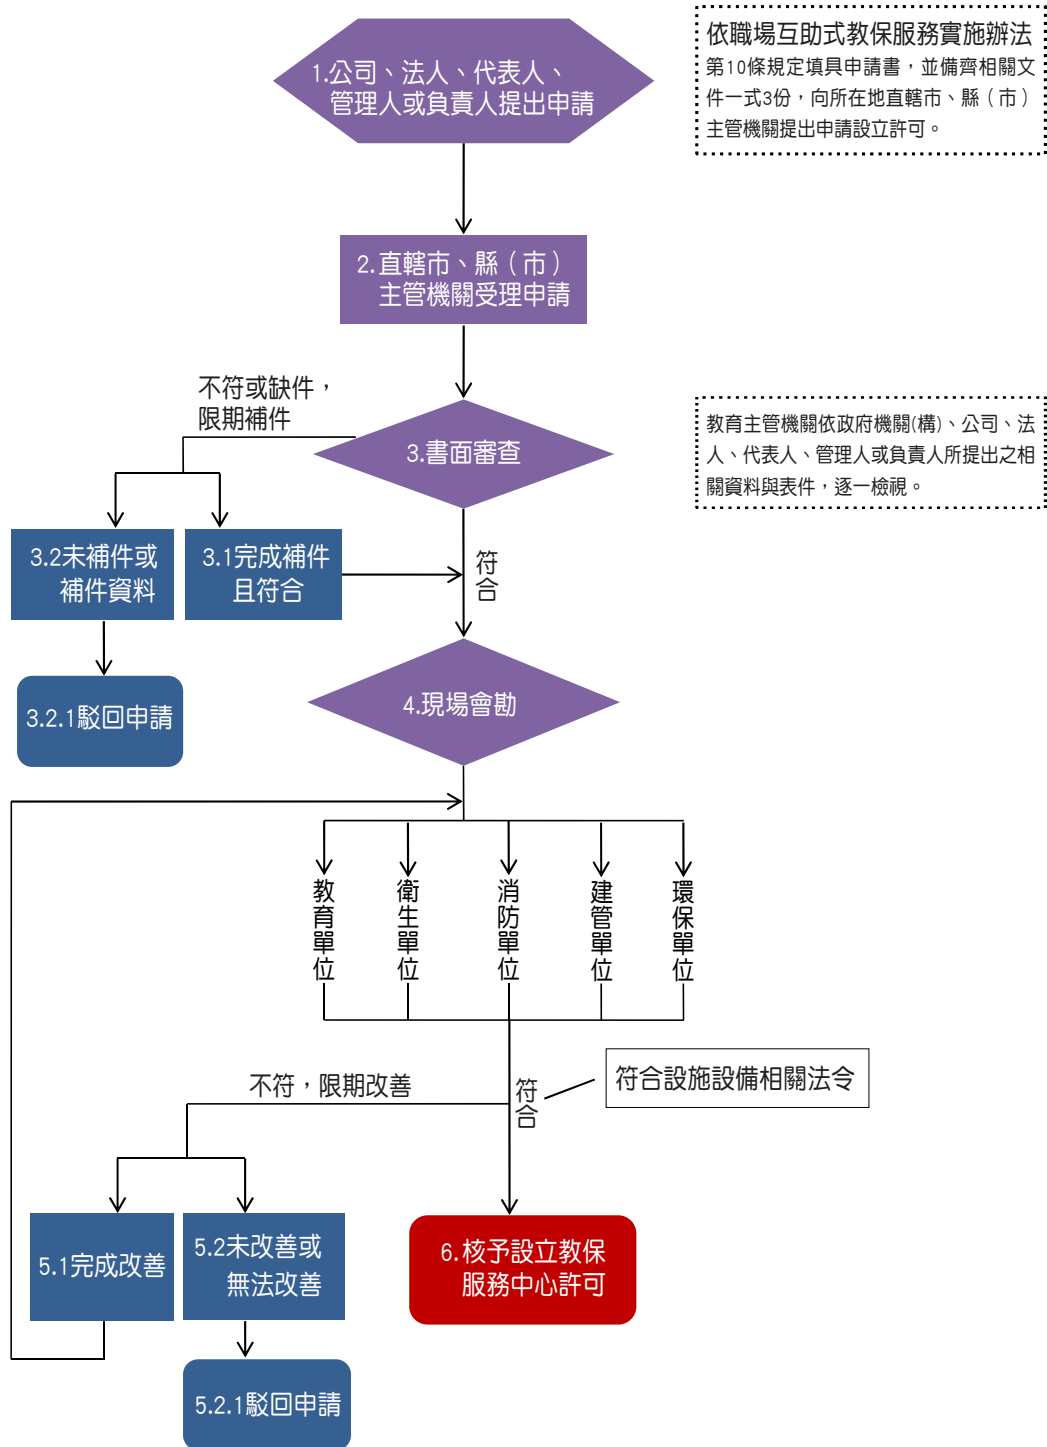 1.公司、法人、代表人、
管理人或負責人提出申請
依職場互助式教保服務實施辦法
第10條規定填具申請書，並備齊相關文
件一式3份，向所在地直轄市、縣（市）
主管機關提出申請設立許可。
2.直轄市、縣（市）
主管機關受理申請
不符或缺件，
限期補件
3.書面審查
教育主管機關依政府機關(構)、公司、法
人、代表人、管理人或負責人所提出之相
關資料與表件，逐一檢視。
3.2未補件或
補件資料
3.1完成補件
且符合
符合
3.2.1駁回申請
4.現場會勘
教育單位
衛生單位
消防單位
建管單位
環保單位
不符，限期改善
符合
符合設施設備相關法令
5.1完成改善
5.2未改善或
無法改善
6.核予設立教保
服務中心許可
5.2.1駁回申請